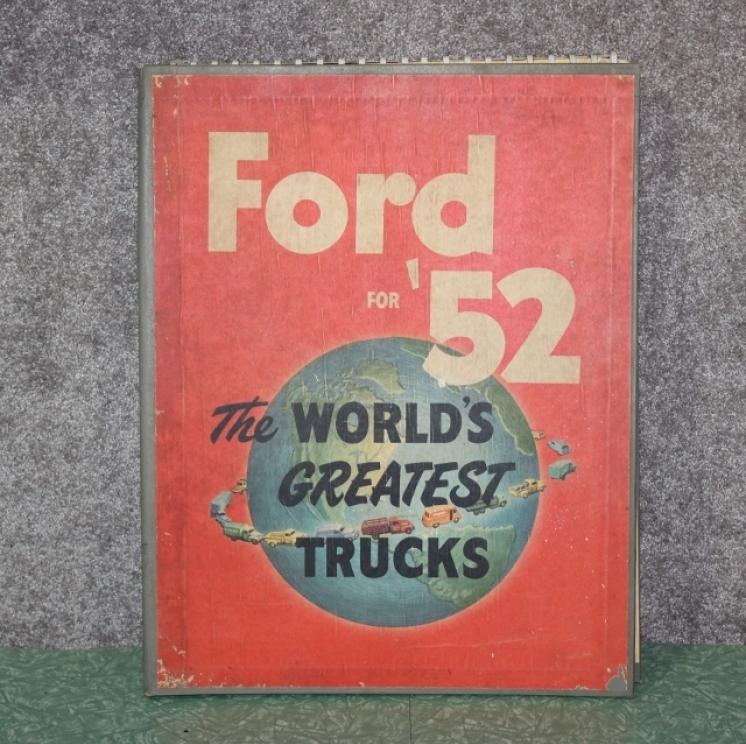 Ford
FOR '52
The WORLD'S
GREATEST
TRUCKS